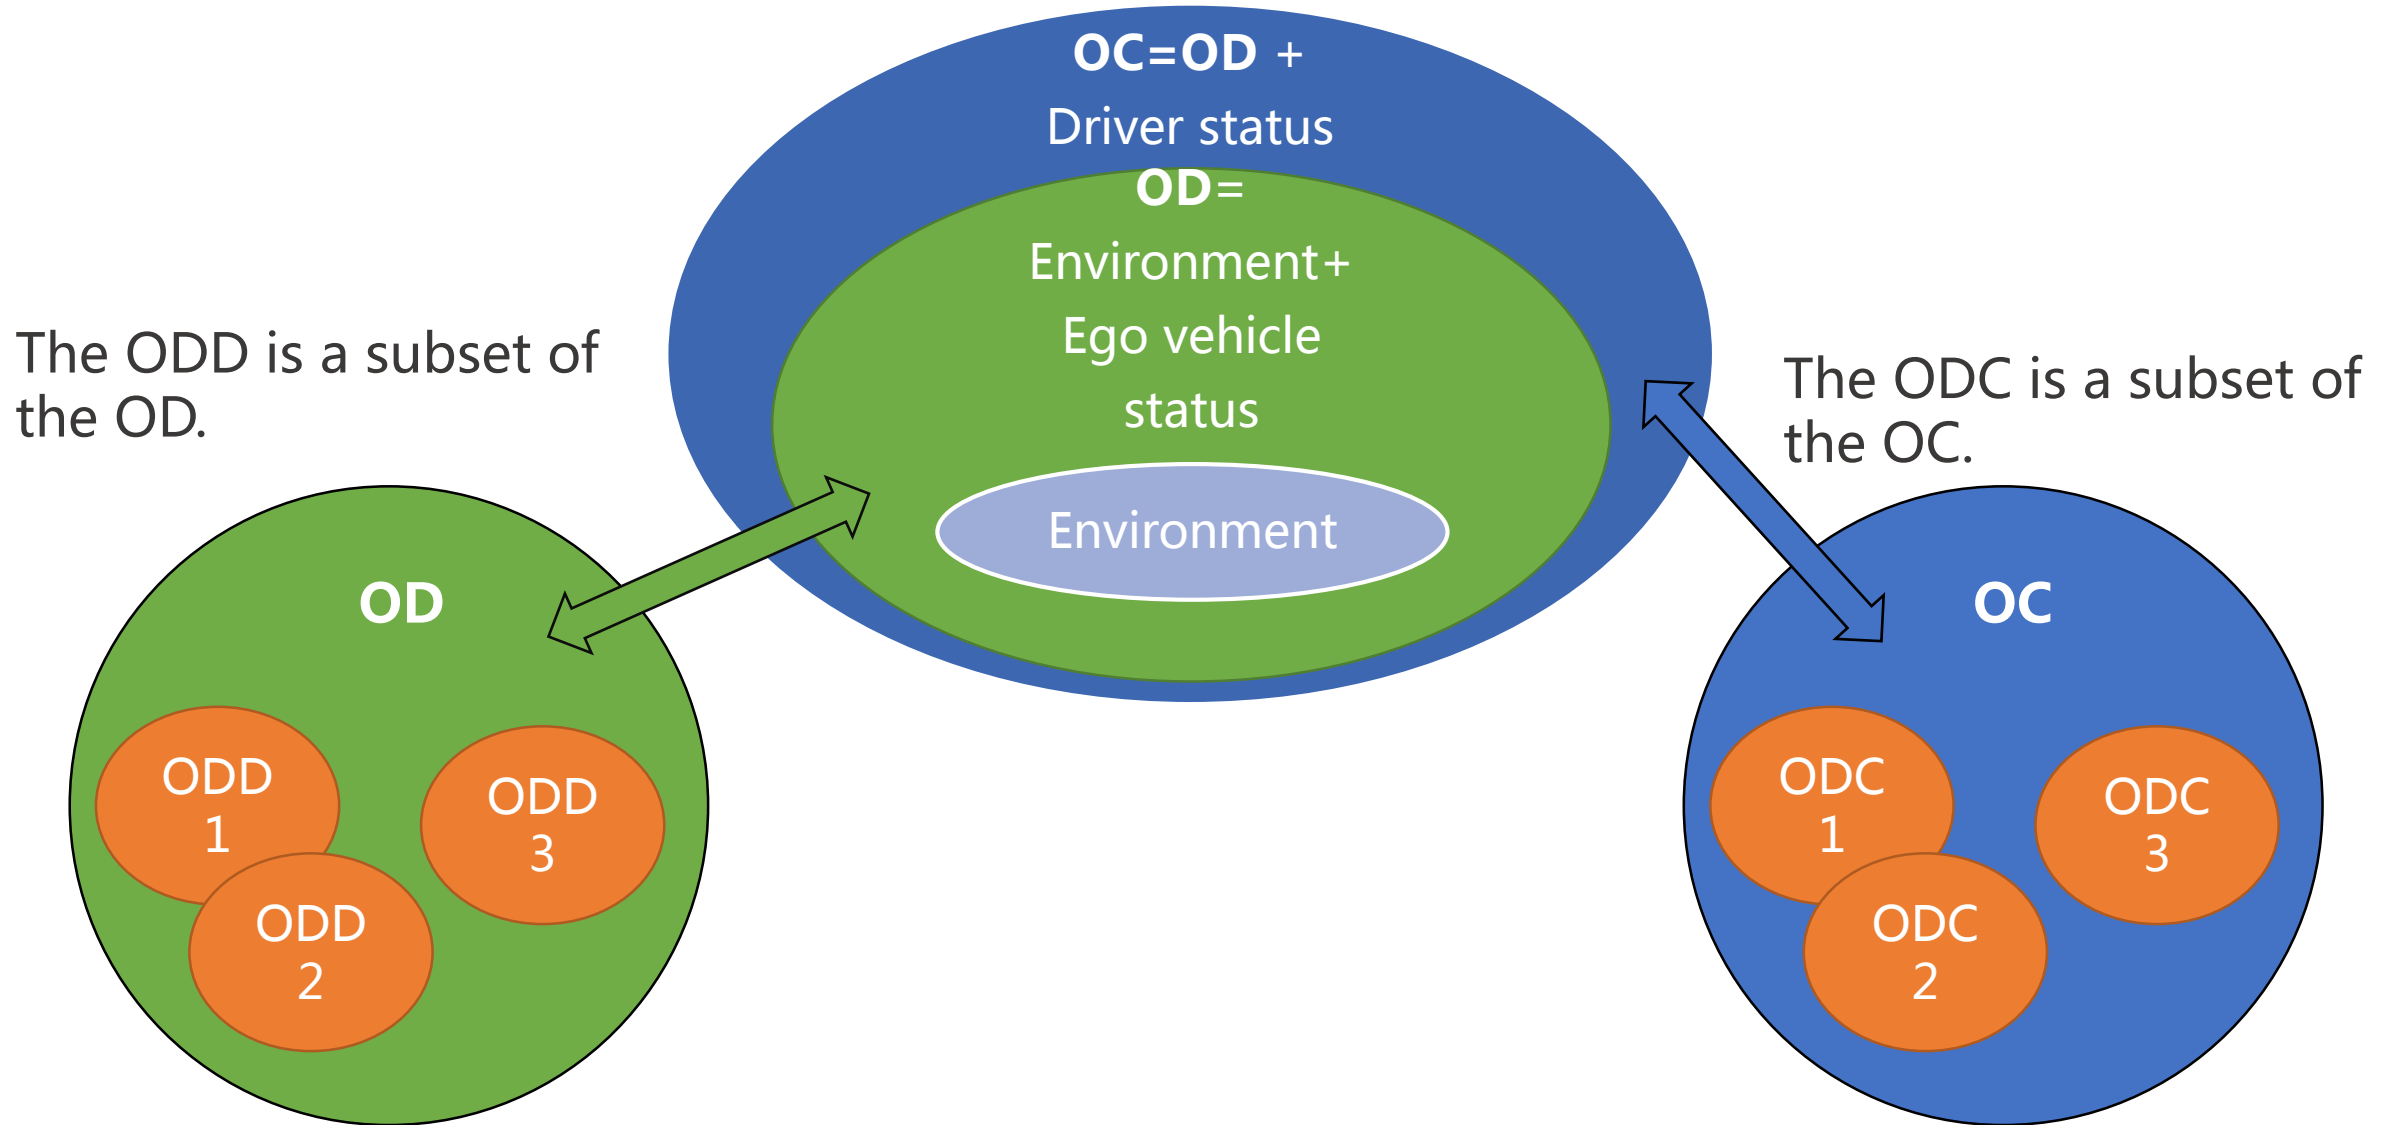 OC=OD +
Driver status
OD=
Environment+
Ego vehicle
status
Environment
The ODD is a subset of
the OD.
OD
ODD
1
ODD
2
ODD
3
The ODC is a subset of
the OC.
OC
ODC
1
ODC
2
ODC
3